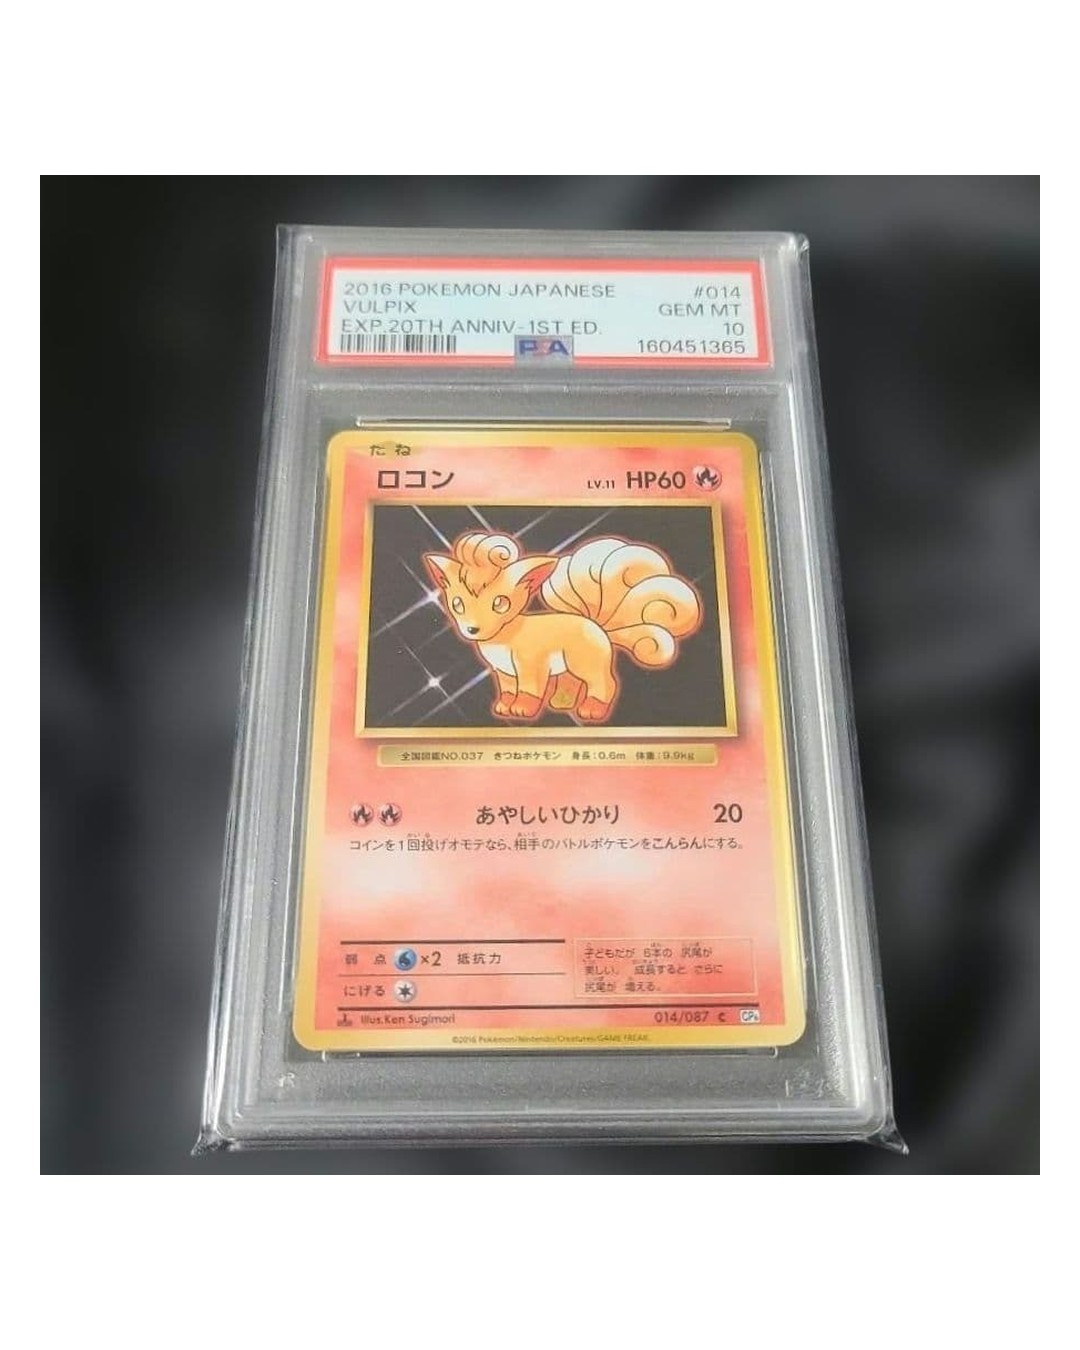 2016 POKEMON JAPANESE #014
VULPIX GEM MT
EXP.20TH ANNIV-1ST ED. 10
PSA 160451365
たね
ロコン LV.11 HP60
全国図鑑NO.037 きつねポケモン 身長:0.6m 体重:9.9kg
あやしいひかり 20
コインを1回投げオモテなら、相手のバトルポケモンをこんらんにする。
弱点 ×2 抵抗力
にげる
子どもだが 6本の 尻尾が
美しい。 成長すると さらに
尻尾が 増える。
Illus.Ken Sugimori 014/087 C CP6
©2016 Pokémon/Nintendo/Creatures/GAME FREAK.